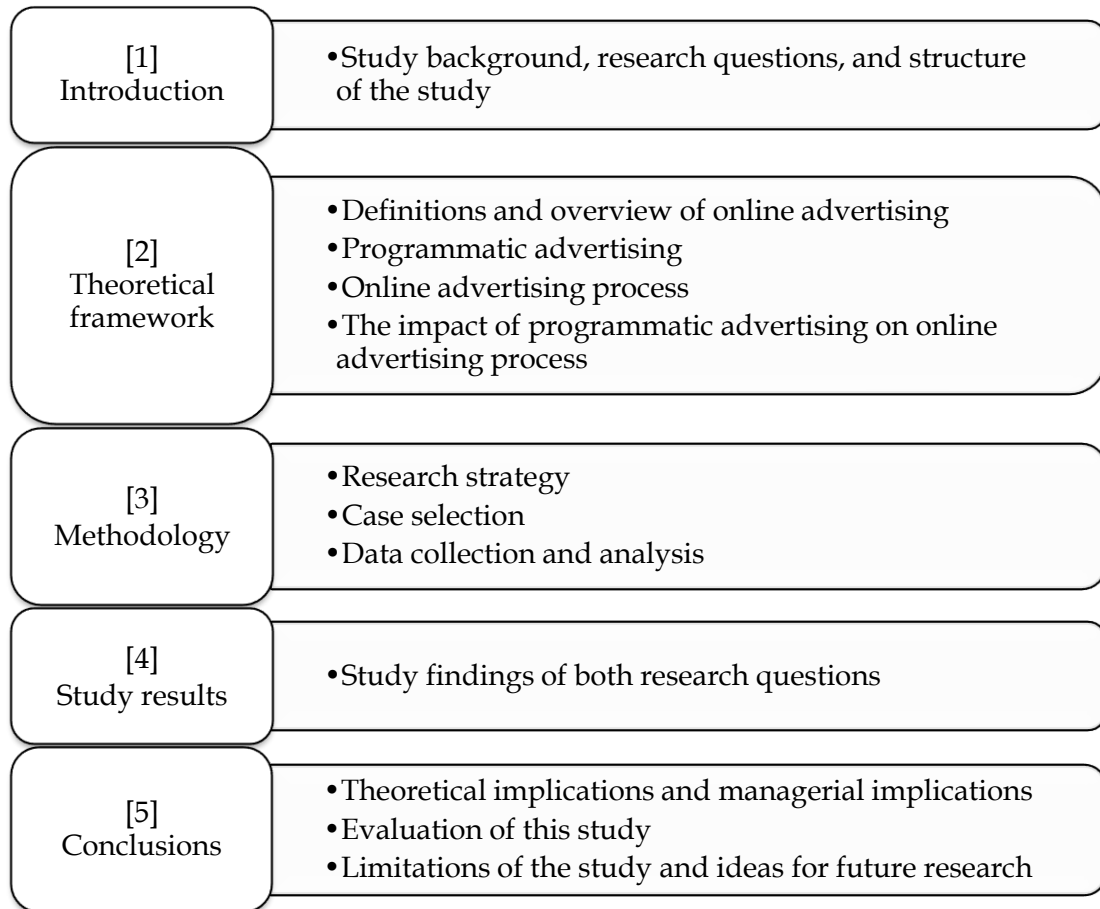 [1]
Introduction
•Study background, research questions, and structure
of the study
[2]
Theoretical
framework
•Definitions and overview of online advertising
•Programmatic advertising
•Online advertising process
•The impact of programmatic advertising on online
advertising process
[3]
Methodology
•Research strategy
•Case selection
•Data collection and analysis
[4]
Study results
•Study findings of both research questions
[5]
Conclusions
•Theoretical implications and managerial implications
•Evaluation of this study
•Limitations of the study and ideas for future research